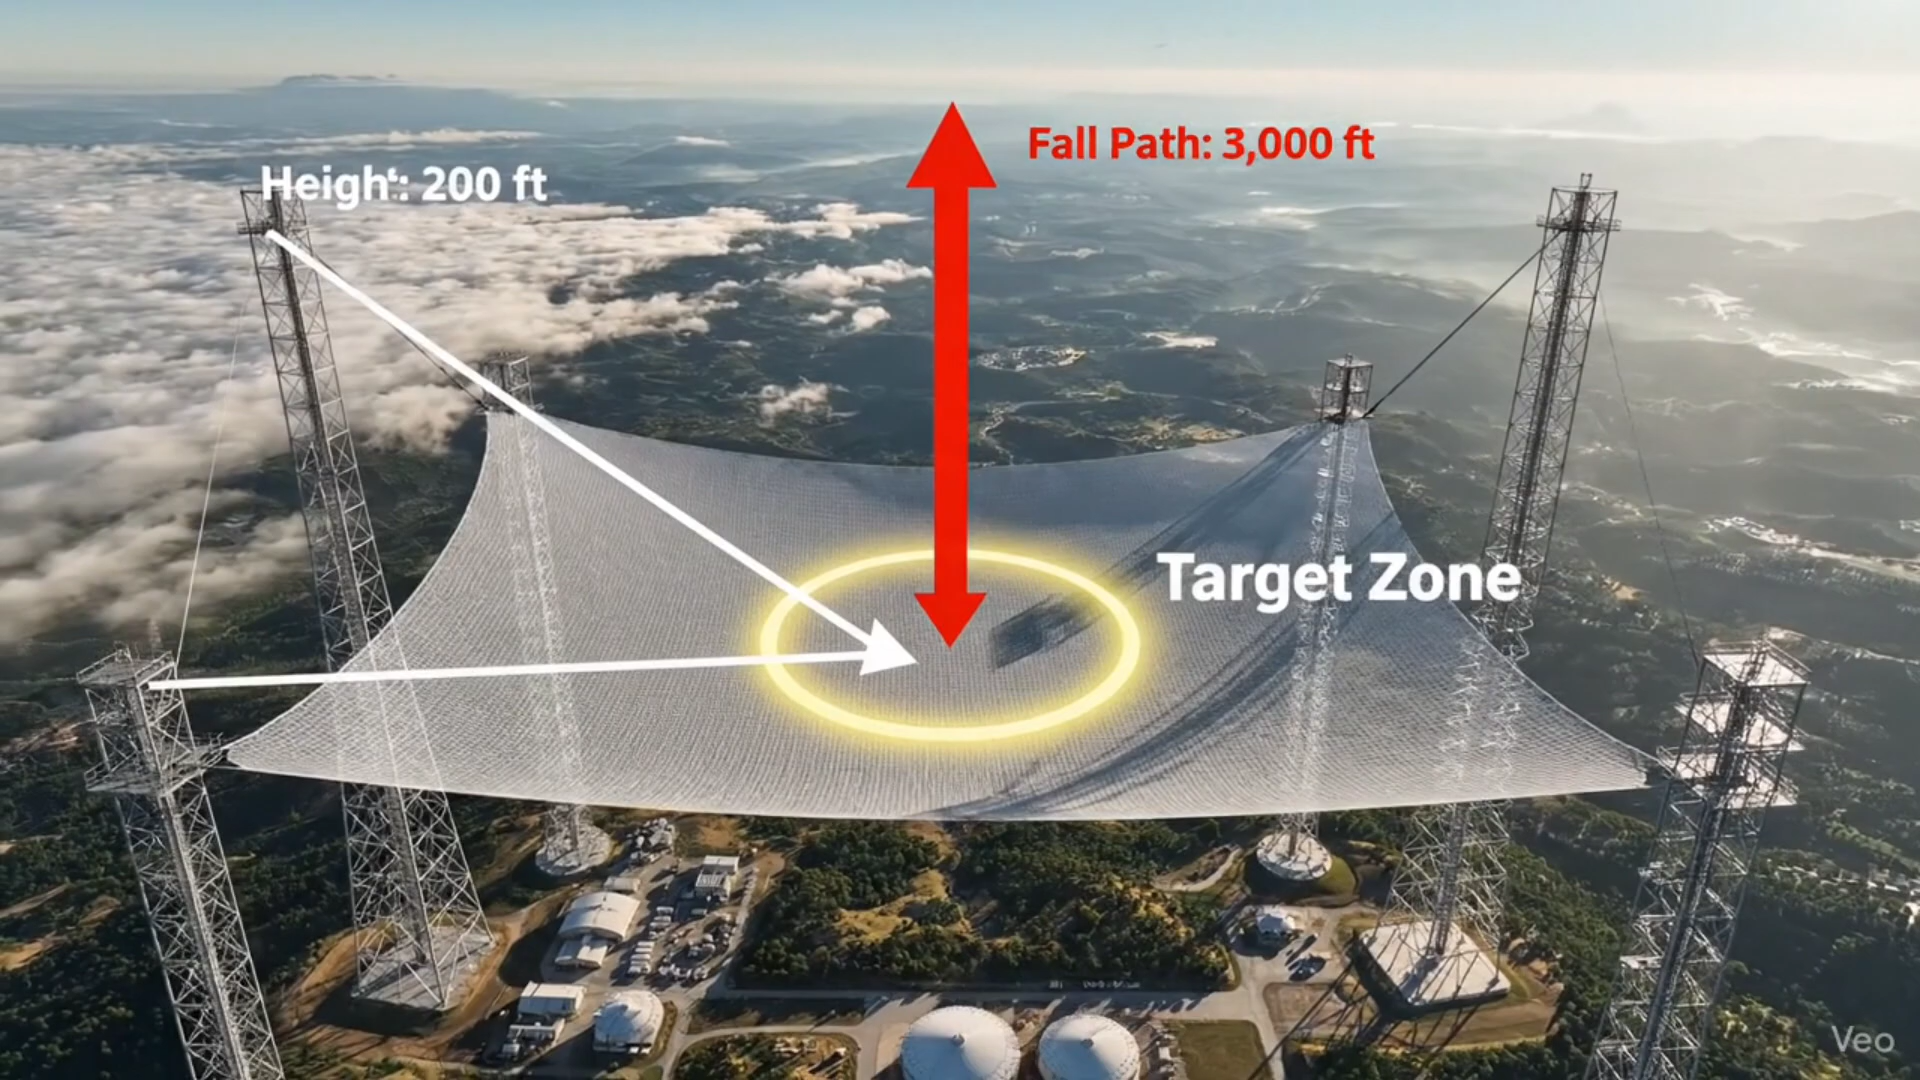 Fall Path: 3,000 ft
Heigh': 200 ft
Target Zone
Veo